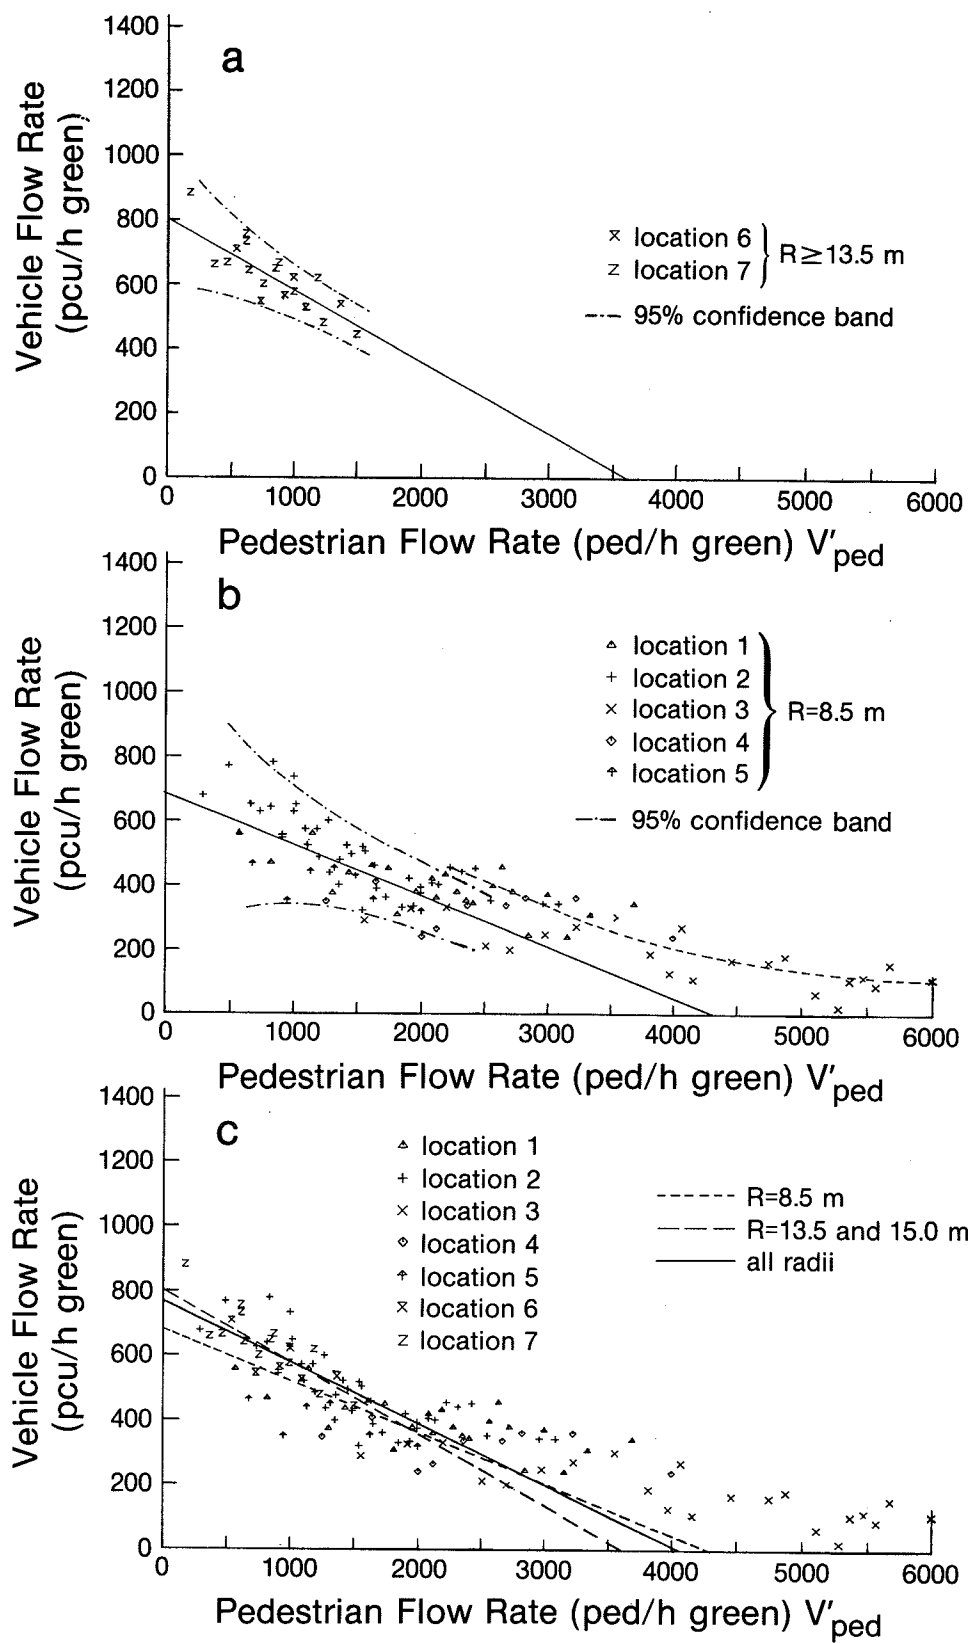 a
1400
1200
1000
800
600
400
200
0
Vehicle Flow Rate
(pcu/h green)
location 6
location 7
R≥13.5 m
95% confidence band
0 1000 2000 3000 4000 5000 6000
Pedestrian Flow Rate (ped/h green) V′ped
b
1400
1200
1000
800
600
400
200
0
Vehicle Flow Rate
(pcu/h green)
location 1
location 2
location 3
location 4
location 5
R=8.5 m
95% confidence band
0 1000 2000 3000 4000 5000 6000
Pedestrian Flow Rate (ped/h green) V′ped
c
1400
1200
1000
800
600
400
200
0
Vehicle Flow Rate
(pcu/h green)
location 1
location 2
location 3
location 4
location 5
location 6
location 7
R=8.5 m
R=13.5 and 15.0 m
all radii
0 1000 2000 3000 4000 5000 6000
Pedestrian Flow Rate (ped/h green) V′ped